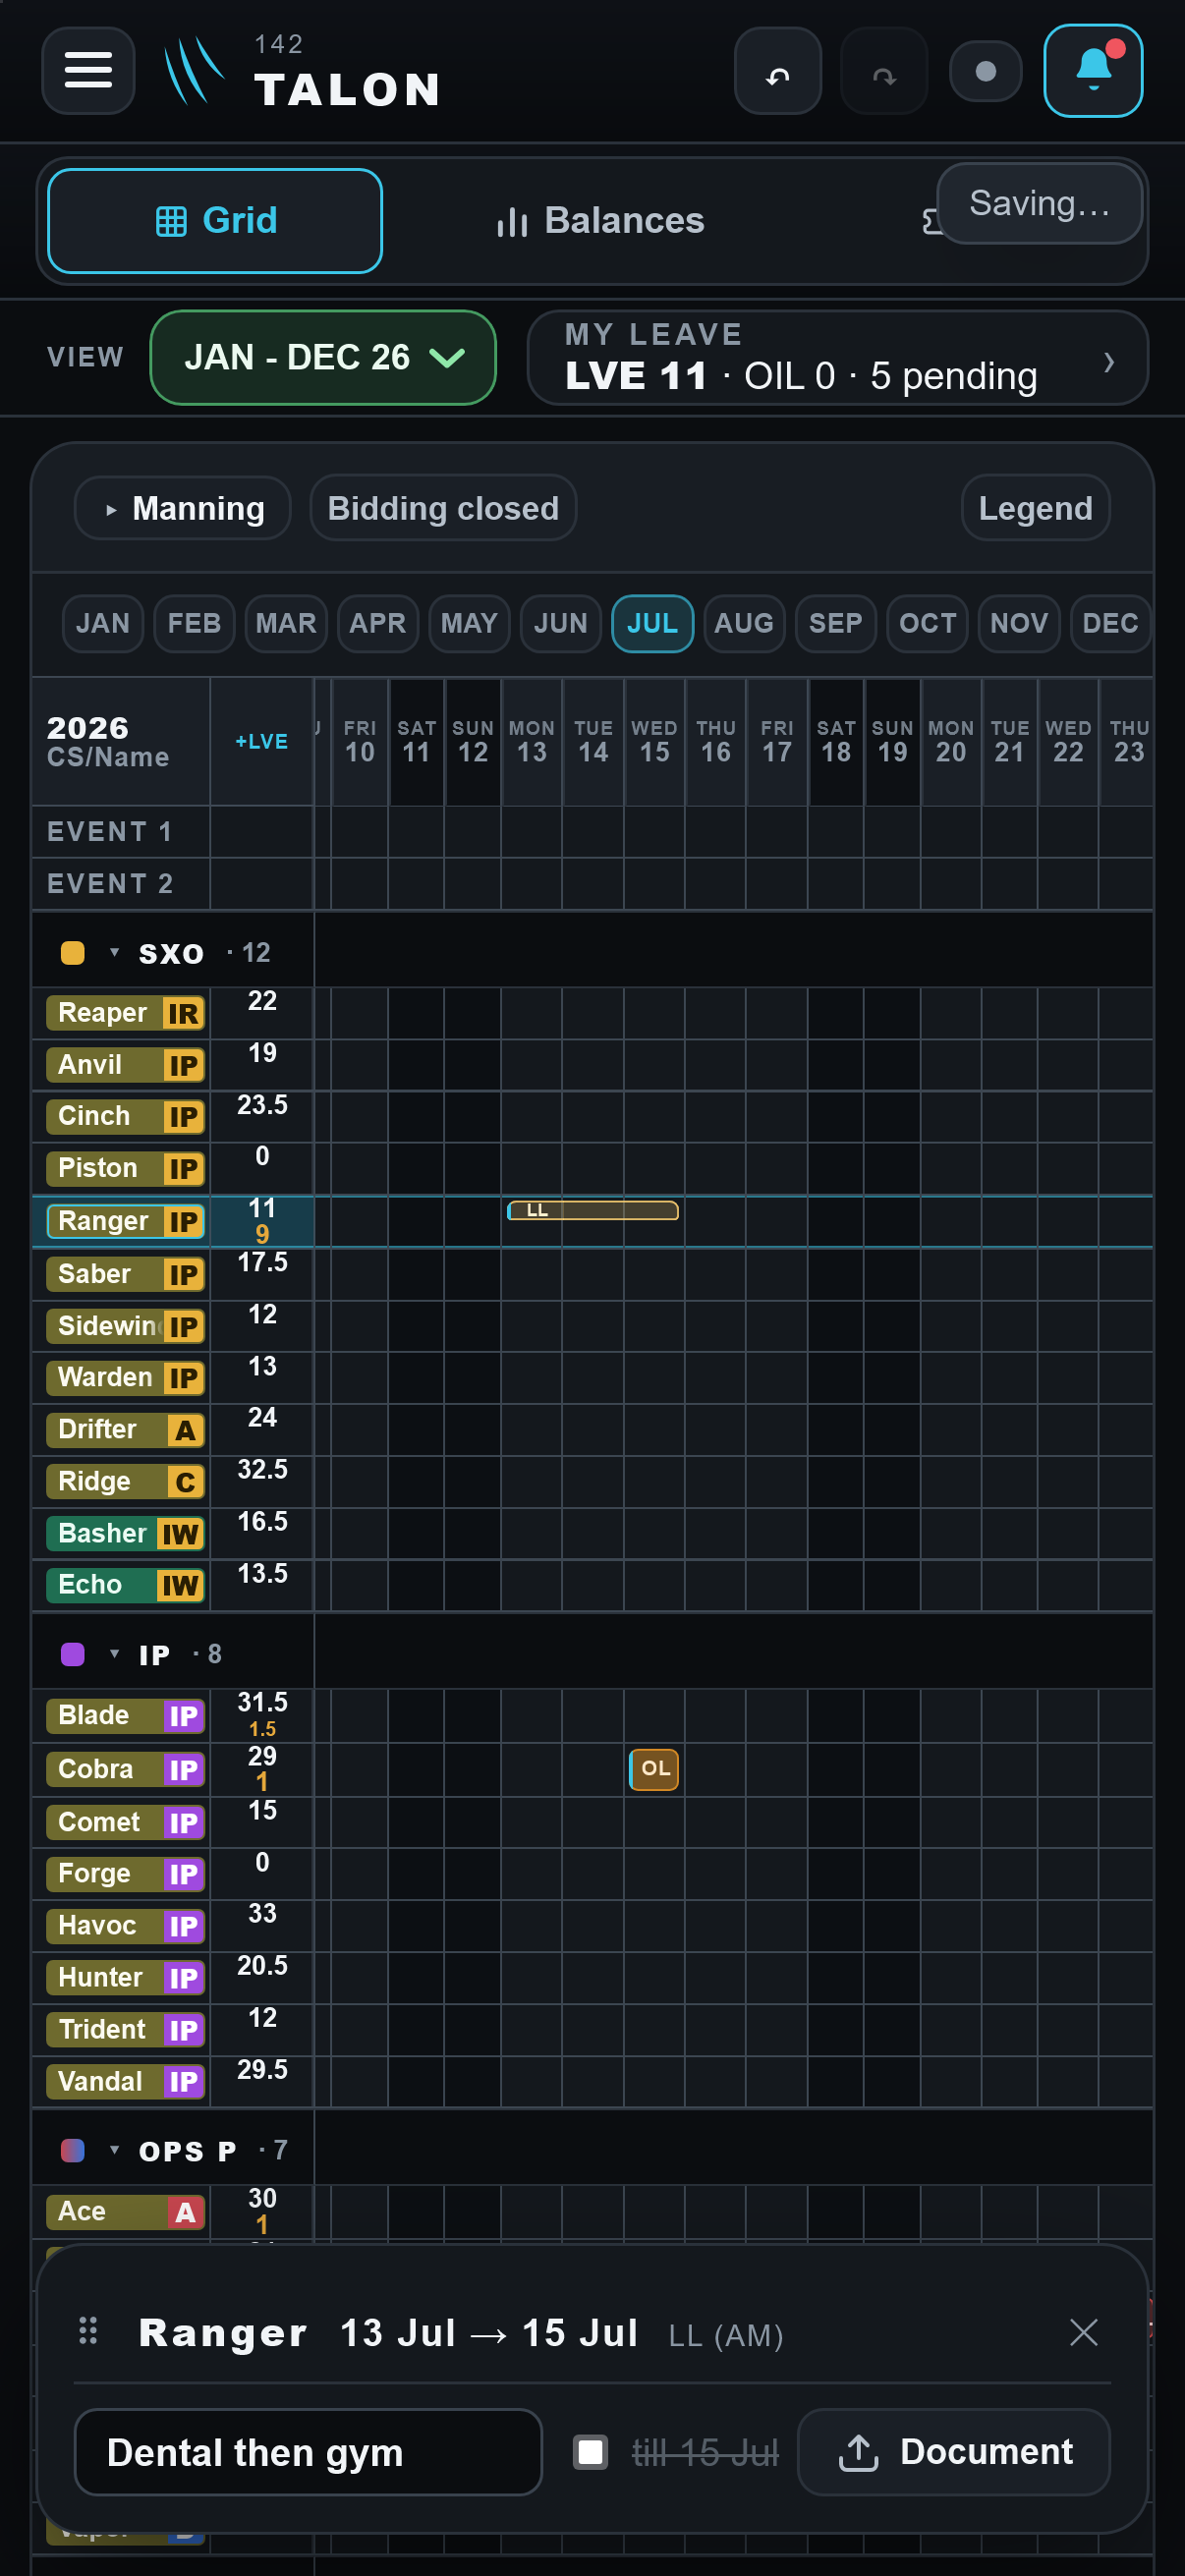 142
TALON
Grid
Balances
Saving...
VIEW
JAN - DEC 26
MY LEAVE
LVE 11 · OIL 0 · 5 pending
Manning
Bidding closed
Legend
JAN FEB MAR APR MAY JUN JUL AUG SEP OCT NOV DEC
2026
CS/Name
+LVE
FRI SAT SUN MON TUE WED THU FRI SAT SUN MON TUE WED THU
10 11 12 13 14 15 16 17 18 19 20 21 22 23
EVENT 1
EVENT 2
SXO · 12
Reaper IR 22
Anvil IP 19
Cinch IP 23.5
Piston IP 0
Ranger IP 11 LL
9
Saber IP 17.5
IP 12
Warden IP 13
Drifter A 24
Ridge C 32.5
Basher IW 16.5
Echo IW 13.5
IP · 8
Blade IP 31.5
1.5
Cobra IP 29 OL
1
Comet IP 15
Forge IP 0
Havoc IP 33
Hunter IP 20.5
Trident IP 12
Vandal IP 29.5
OPS P · 7
Ace A 30
1
Ranger 13 Jul → 15 Jul LL (AM)
Dental then gym
till 15 Jul
Document